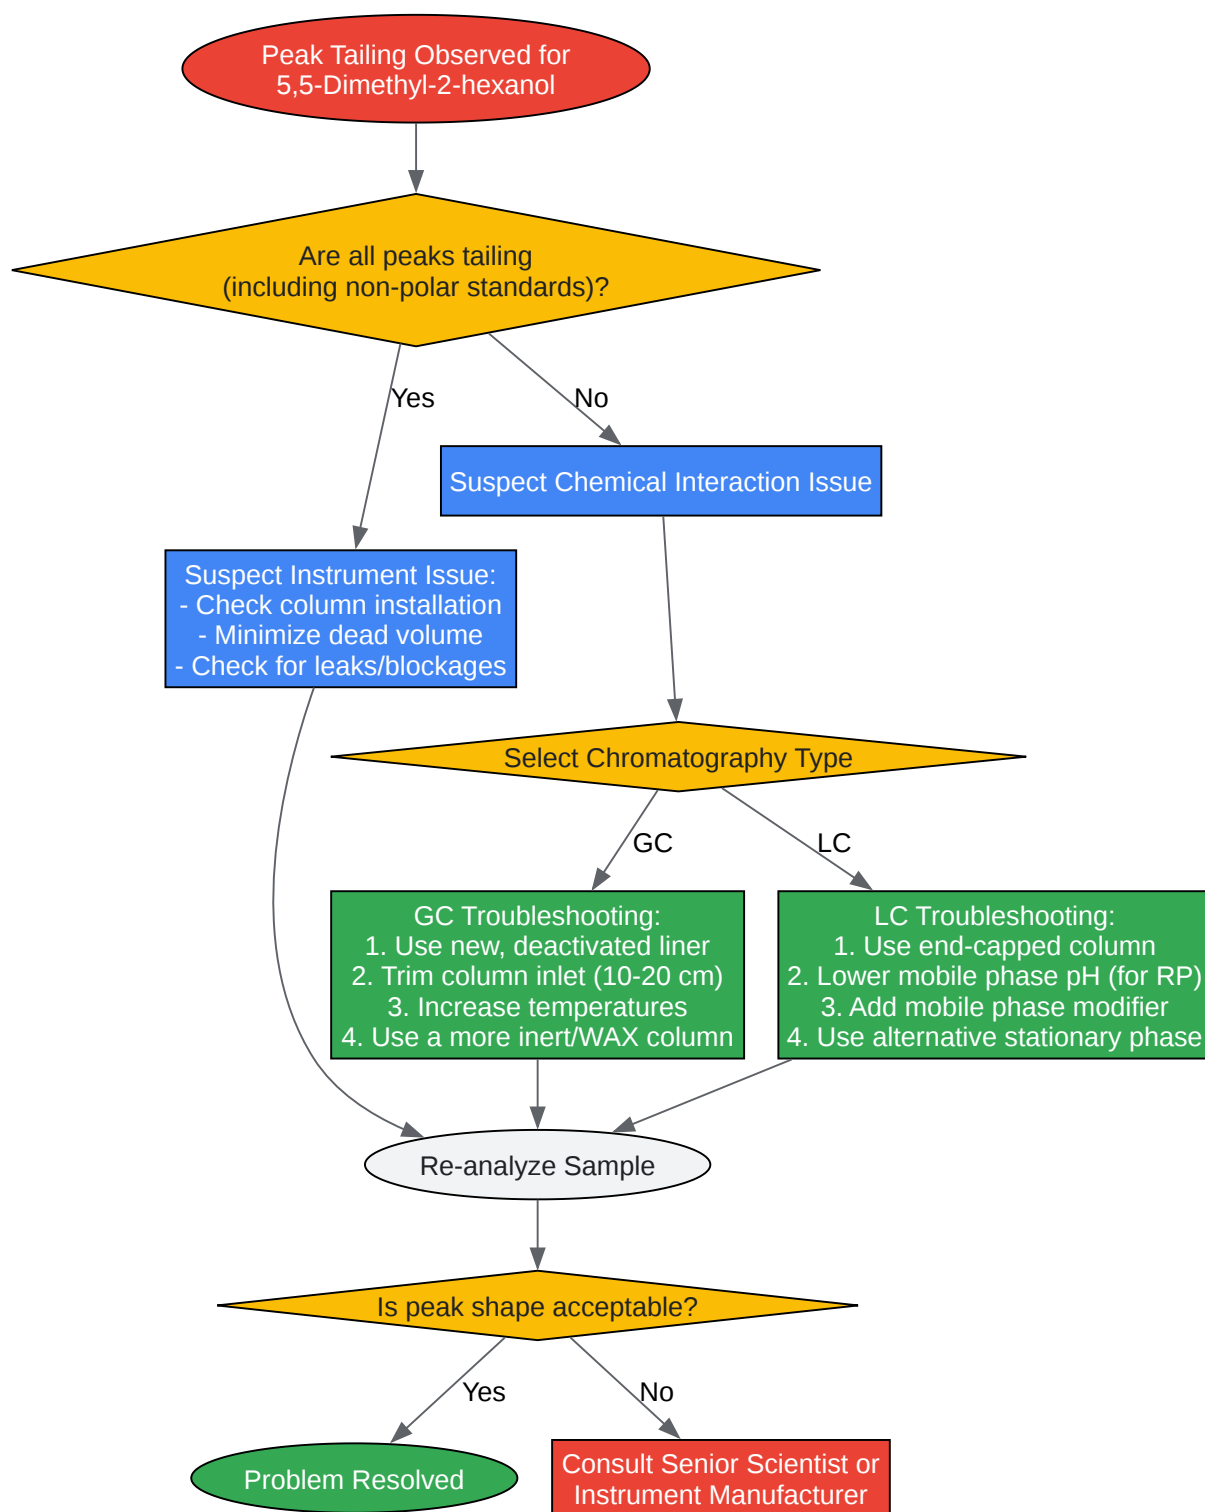 Peak Tailing Observed for
5,5-Dimethyl-2-hexanol
Are all peaks tailing
(including non-polar standards)?
Yes
No
Suspect Chemical Interaction Issue
Suspect Instrument Issue:
- Check column installation
- Minimize dead volume
- Check for leaks/blockages
Select Chromatography Type
GC
LC
GC Troubleshooting:
1. Use new, deactivated liner
2. Trim column inlet (10-20 cm)
3. Increase temperatures
4. Use a more inert/WAX column
LC Troubleshooting:
1. Use end-capped column
2. Lower mobile phase pH (for RP)
3. Add mobile phase modifier
4. Use alternative stationary phase
Re-analyze Sample
Is peak shape acceptable?
Yes
No
Problem Resolved
Consult Senior Scientist or
Instrument Manufacturer